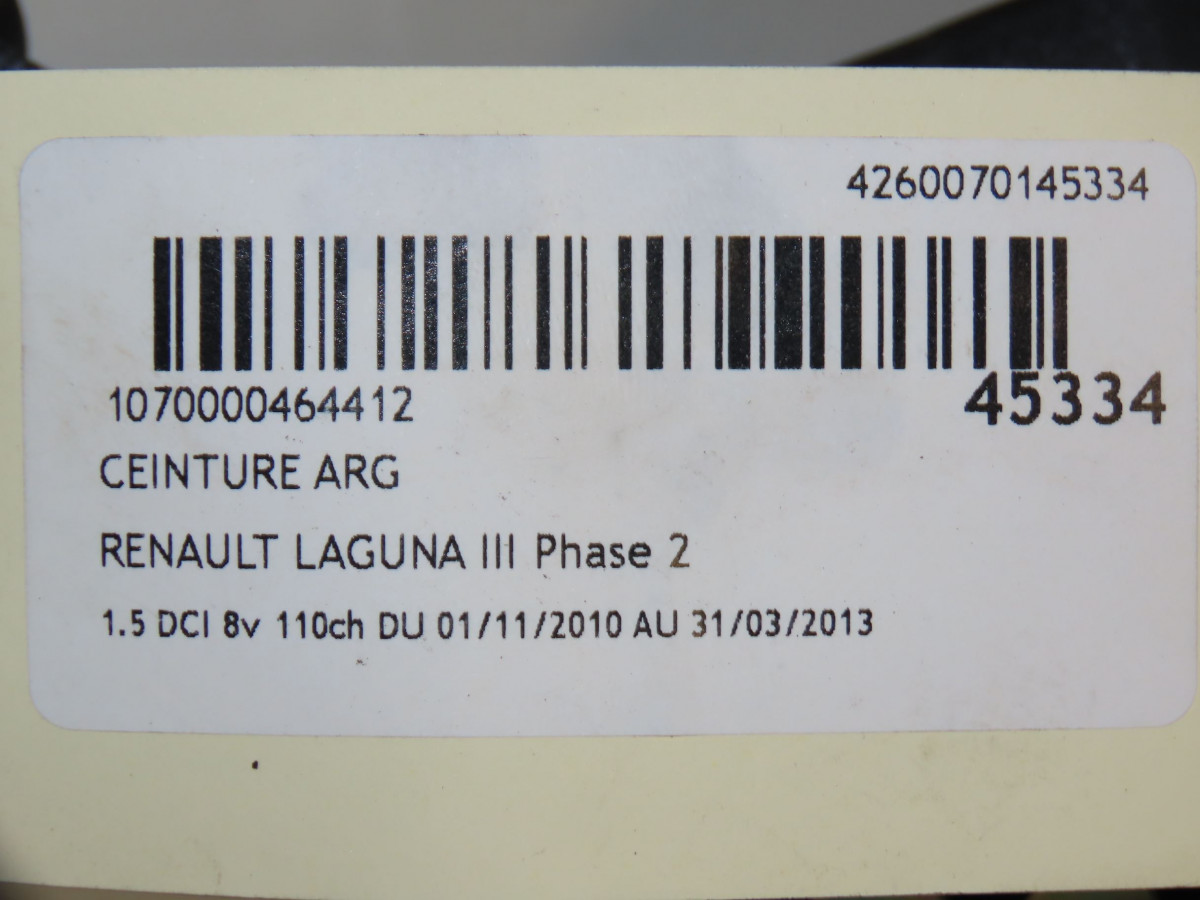 4260070145334
1070000464412
45334
CEINTURE ARG
RENAULT LAGUNA III Phase 2
1.5 DCI 8v 110ch DU 01/11/2010 AU 31/03/2013